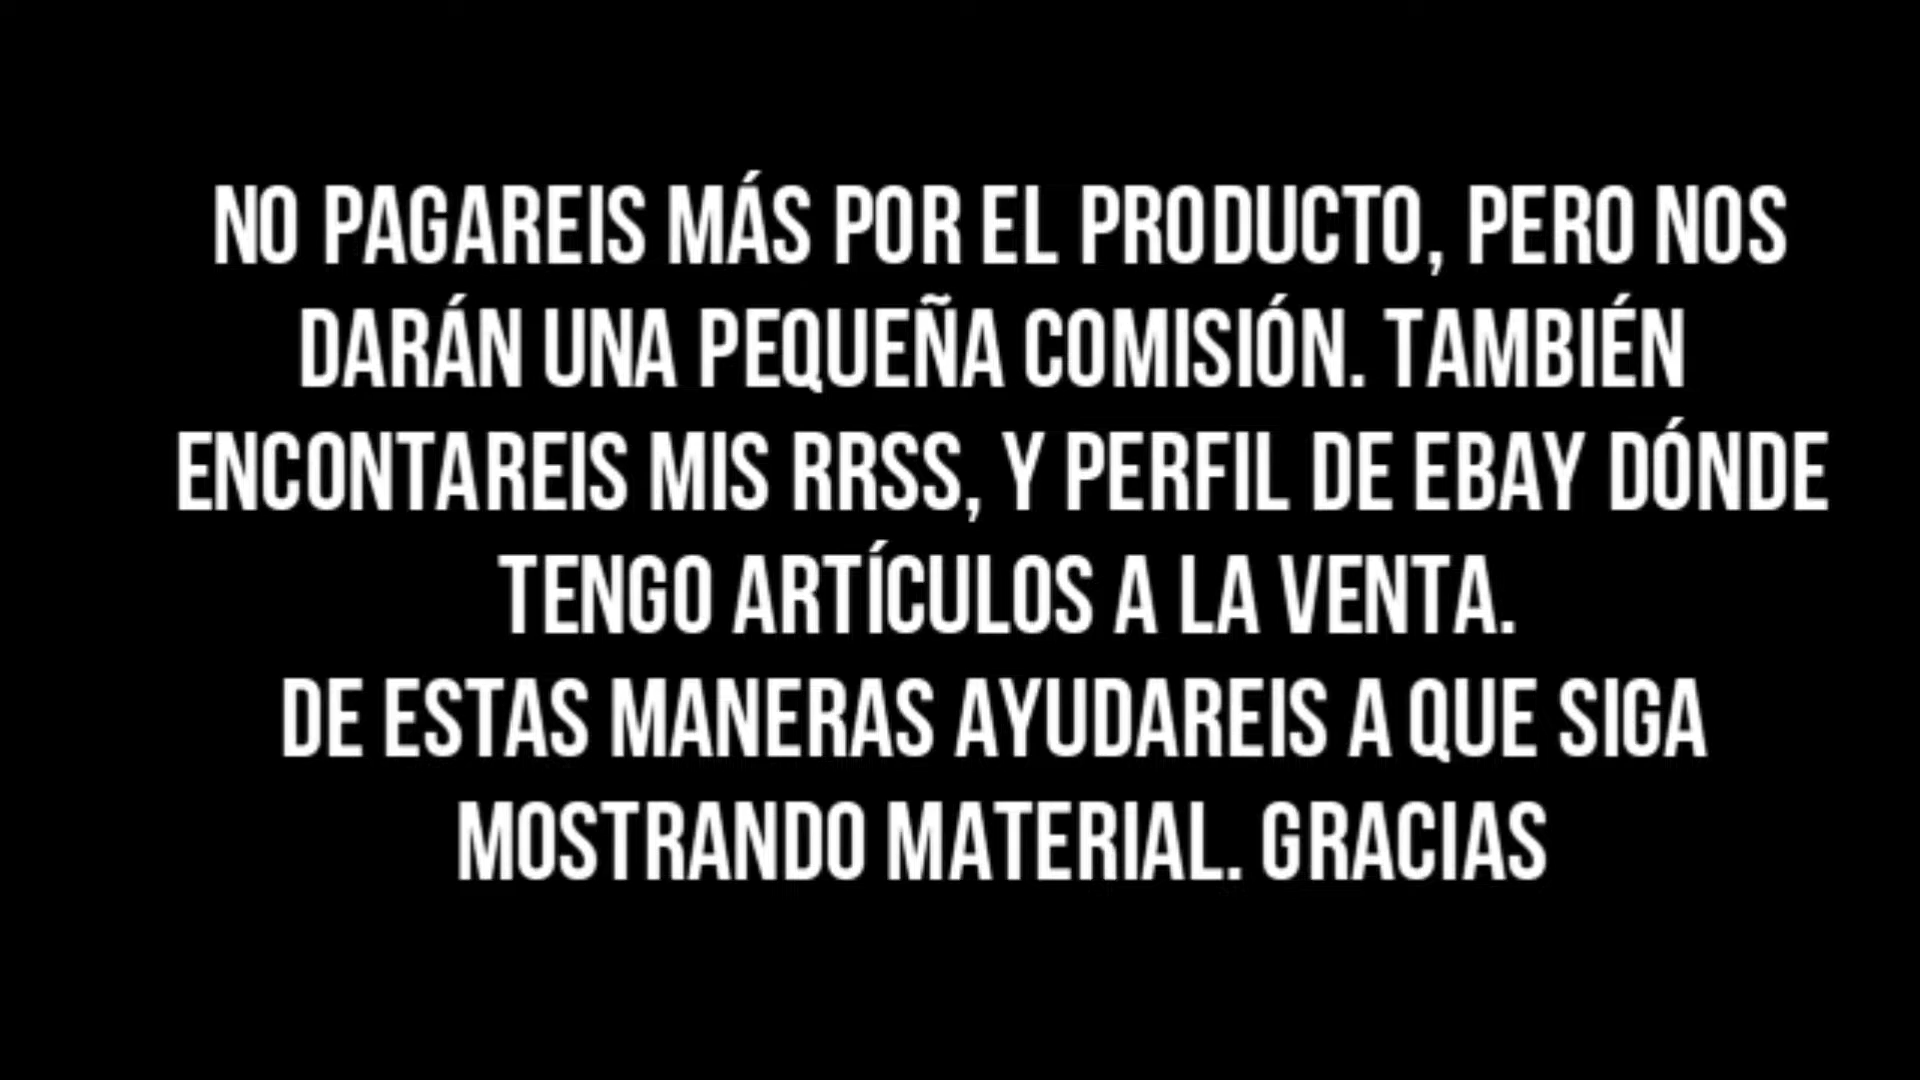 NO PAGAREIS MÁS POR EL PRODUCTO, PERO NOS
DARÁN UNA PEQUEÑA COMISIÓN. TAMBIÉN
ENCONTAREIS MIS RRSS, Y PERFIL DE EBAY DÓNDE
TENGO ARTÍCULOS A LA VENTA.
DE ESTAS MANERAS AYUDAREIS A QUE SIGA
MOSTRANDO MATERIAL. GRACIAS